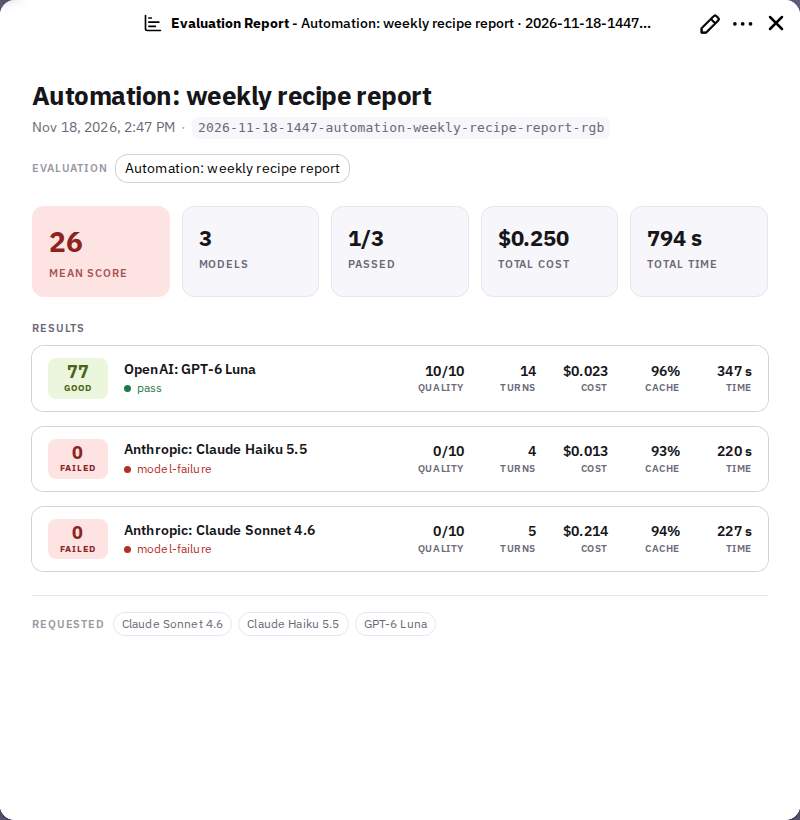 Evaluation Report - Automation: weekly recipe report · 2026-11-18-1447...
Automation: weekly recipe report
Nov 18, 2026, 2:47 PM · 2026-11-18-1447-automation-weekly-recipe-report-rgb
EVALUATION Automation: weekly recipe report
26 3 1/3 $0.250 794 s
MEAN SCORE MODELS PASSED TOTAL COST TOTAL TIME
RESULTS
77 OpenAI: GPT-6 Luna 10/10 14 $0.023 96% 347 s
GOOD pass QUALITY TURNS COST CACHE TIME
0 Anthropic: Claude Haiku 5.5 0/10 4 $0.013 93% 220 s
FAILED model-failure QUALITY TURNS COST CACHE TIME
0 Anthropic: Claude Sonnet 4.6 0/10 5 $0.214 94% 227 s
FAILED model-failure QUALITY TURNS COST CACHE TIME
REQUESTED Claude Sonnet 4.6 Claude Haiku 5.5 GPT-6 Luna